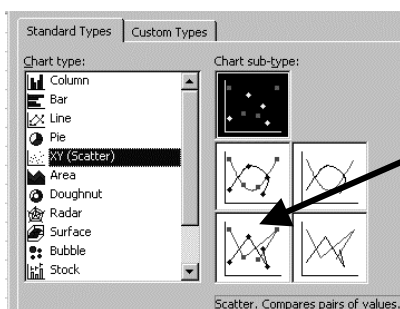 Standard Types
Custom Types
Chart type:
Chart sub-type:
Column
Bar
Line
Pie
XY (Scatter)
Area
Doughnut
Radar
Surface
Bubble
Stock
Scatter. Compares pairs of values.